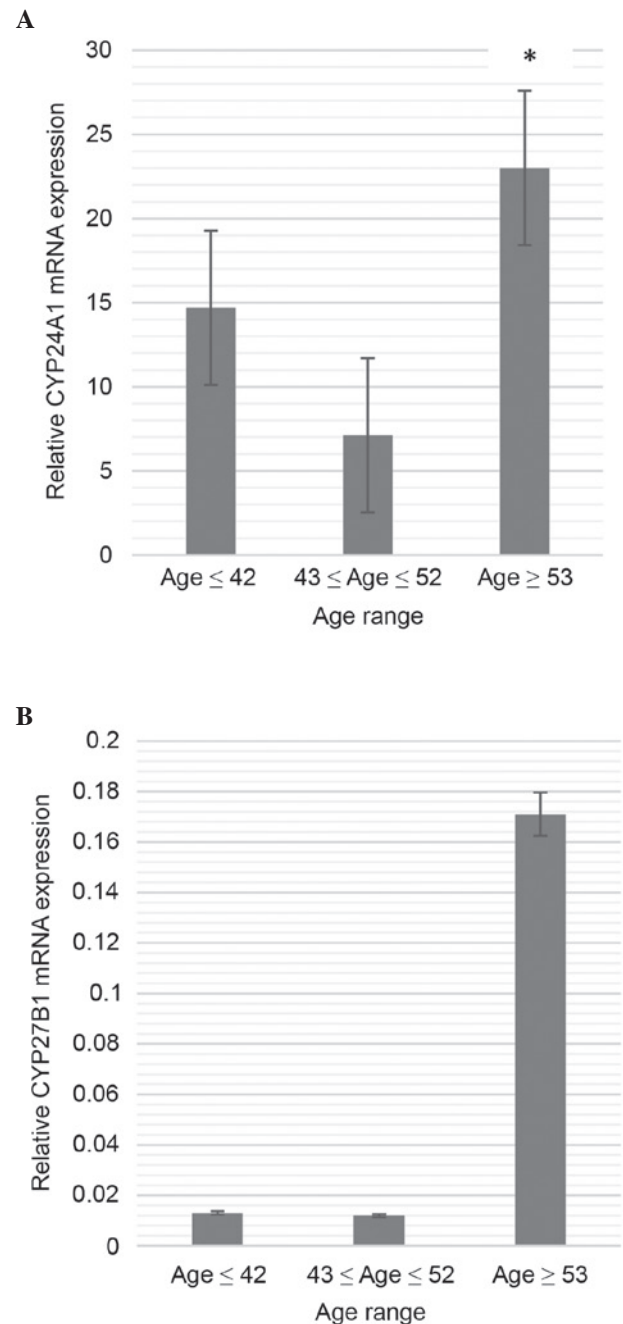 A
Relative CYP24A1 mRNA expression
30
25
20
15
10
5
0
*
Age ≤ 42 43 ≤ Age ≤ 52 Age ≥ 53
Age range
B
Relative CYP27B1 mRNA expression
0.2
0.18
0.16
0.14
0.12
0.1
0.08
0.06
0.04
0.02
0
Age ≤ 42 43 ≤ Age ≤ 52 Age ≥ 53
Age range